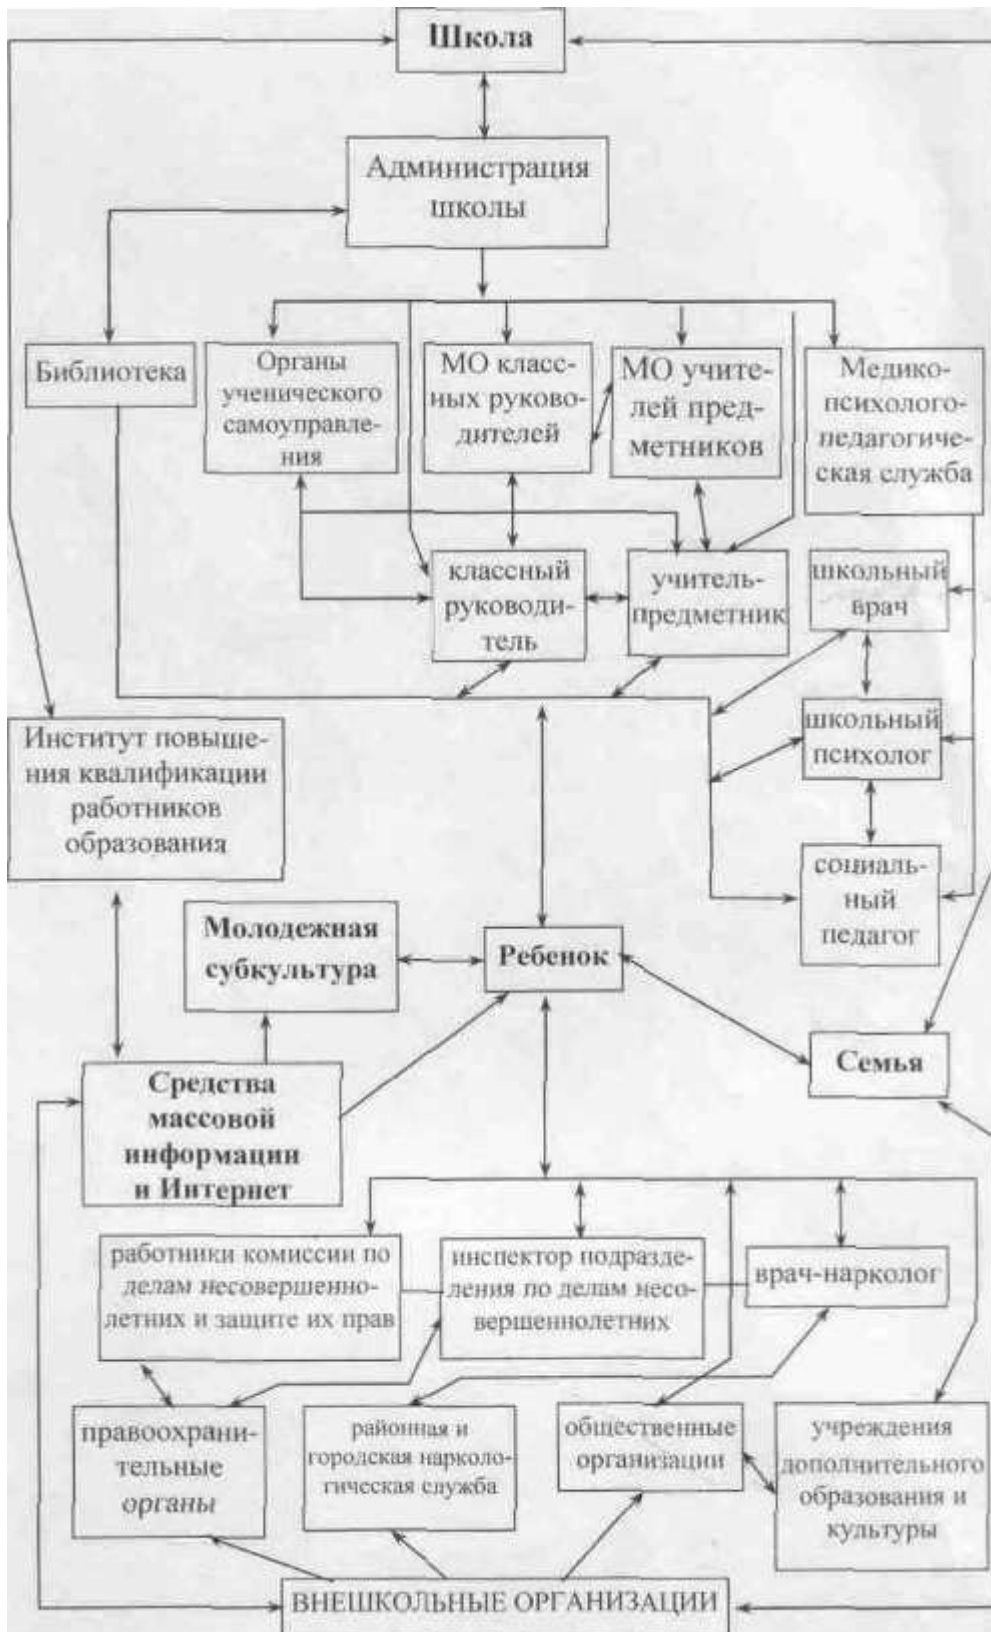 Школа
Администрация
школы
Библиотека
Органы
ученического
самоуправле-
ния
МО класс-
ных руково-
дителей
МО учите-
лей пред-
метников
Медико-
психолого-
педагогиче-
ская служба
классный
руководи-
тель
учитель-
предметник
школьный
врач
школьный
психолог
социаль-
ный
педагог
Институт повыше-
ния квалификации
работников
образования
Молодежная
субкультура
Ребенок
Семья
Средства
массовой
информации
и Интернет
работники комиссии по
делам несовершенно-
летних и защите их прав
инспектор подразде-
ления по делам несо-
вершеннолетних
врач-нарколог
правоохрани-
тельные
органы
районная и
городская нарколо-
гическая служба
общественные
организации
учреждения
дополнительного
образования и
культуры
ВНЕШКОЛЬНЫЕ ОРГАНИЗАЦИИ